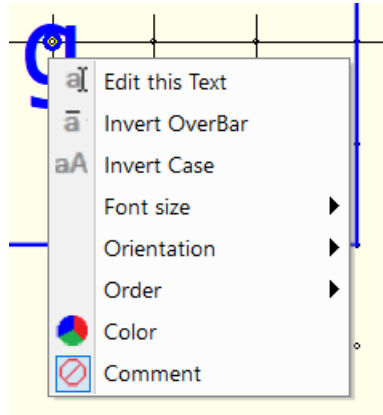 g
Edit this Text
Invert OverBar
Invert Case
Font size
Orientation
Order
Color
Comment